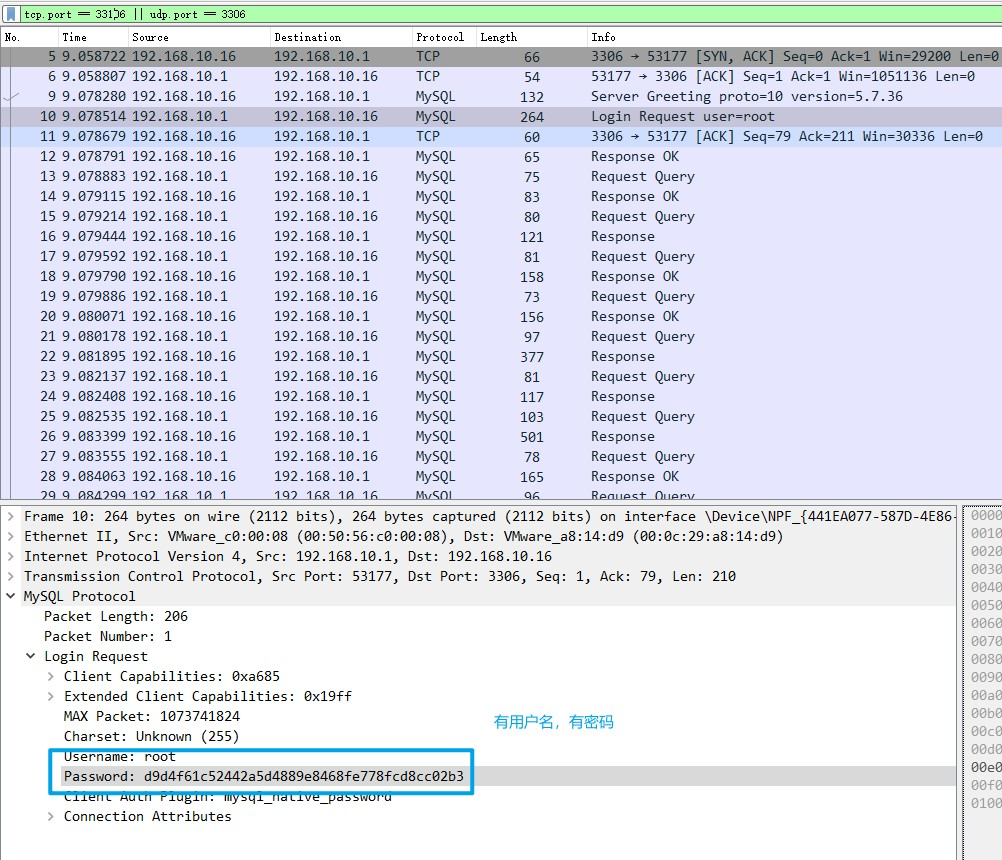 tcp.port == 33106 || udp.port == 3306
No. Time Source Destination Protocol Length Info
5 9.058722 192.168.10.16 192.168.10.1 TCP 66 3306 → 53177 [SYN, ACK] Seq=0 Ack=1 Win=29200 Len=0
6 9.058807 192.168.10.1 192.168.10.16 TCP 54 53177 → 3306 [ACK] Seq=1 Ack=1 Win=1051136 Len=0
9 9.078280 192.168.10.16 192.168.10.1 MySQL 132 Server Greeting proto=10 version=5.7.36
10 9.078514 192.168.10.1 192.168.10.16 MySQL 264 Login Request user=root
11 9.078679 192.168.10.16 192.168.10.1 TCP 60 3306 → 53177 [ACK] Seq=79 Ack=211 Win=30336 Len=0
12 9.078791 192.168.10.16 192.168.10.1 MySQL 65 Response OK
13 9.078883 192.168.10.1 192.168.10.16 MySQL 75 Request Query
14 9.079115 192.168.10.16 192.168.10.1 MySQL 83 Response OK
15 9.079214 192.168.10.1 192.168.10.16 MySQL 80 Request Query
16 9.079444 192.168.10.16 192.168.10.1 MySQL 121 Response
17 9.079592 192.168.10.1 192.168.10.16 MySQL 81 Request Query
18 9.079790 192.168.10.16 192.168.10.1 MySQL 158 Response OK
19 9.079886 192.168.10.1 192.168.10.16 MySQL 73 Request Query
20 9.080071 192.168.10.16 192.168.10.1 MySQL 156 Response OK
21 9.080178 192.168.10.1 192.168.10.16 MySQL 97 Request Query
22 9.081895 192.168.10.16 192.168.10.1 MySQL 377 Response
23 9.082137 192.168.10.1 192.168.10.16 MySQL 81 Request Query
24 9.082408 192.168.10.16 192.168.10.1 MySQL 117 Response
25 9.082535 192.168.10.1 192.168.10.16 MySQL 103 Request Query
26 9.083399 192.168.10.16 192.168.10.1 MySQL 501 Response
27 9.083555 192.168.10.1 192.168.10.16 MySQL 78 Request Query
28 9.084063 192.168.10.16 192.168.10.1 MySQL 165 Response OK
29 9.084299 192.168.10.1 192.168.10.16 MySQL 96 Request Query
Frame 10: 264 bytes on wire (2112 bits), 264 bytes captured (2112 bits) on interface \Device\NPF_{441EA077-587D-4E86-
Ethernet II, Src: VMware_c0:00:08 (00:50:56:c0:00:08), Dst: VMware_a8:14:d9 (00:0c:29:a8:14:d9)
Internet Protocol Version 4, Src: 192.168.10.1, Dst: 192.168.10.16
Transmission Control Protocol, Src Port: 53177, Dst Port: 3306, Seq: 1, Ack: 79, Len: 210
MySQL Protocol
Packet Length: 206
Packet Number: 1
Login Request
Client Capabilities: 0xa685
Extended Client Capabilities: 0x19ff
MAX Packet: 1073741824
有用户名，有密码
Charset: Unknown (255)
Username: root
Password: d9d4f61c52442a5d4889e8468fe778fcd8cc02b3
Client Auth Plugin: mysql_native_password
Connection Attributes
0000
0010
0020
0030
0040
0050
0060
0070
0080
0090
00a0
00b0
00c0
00d0
00e0
00f0
0100